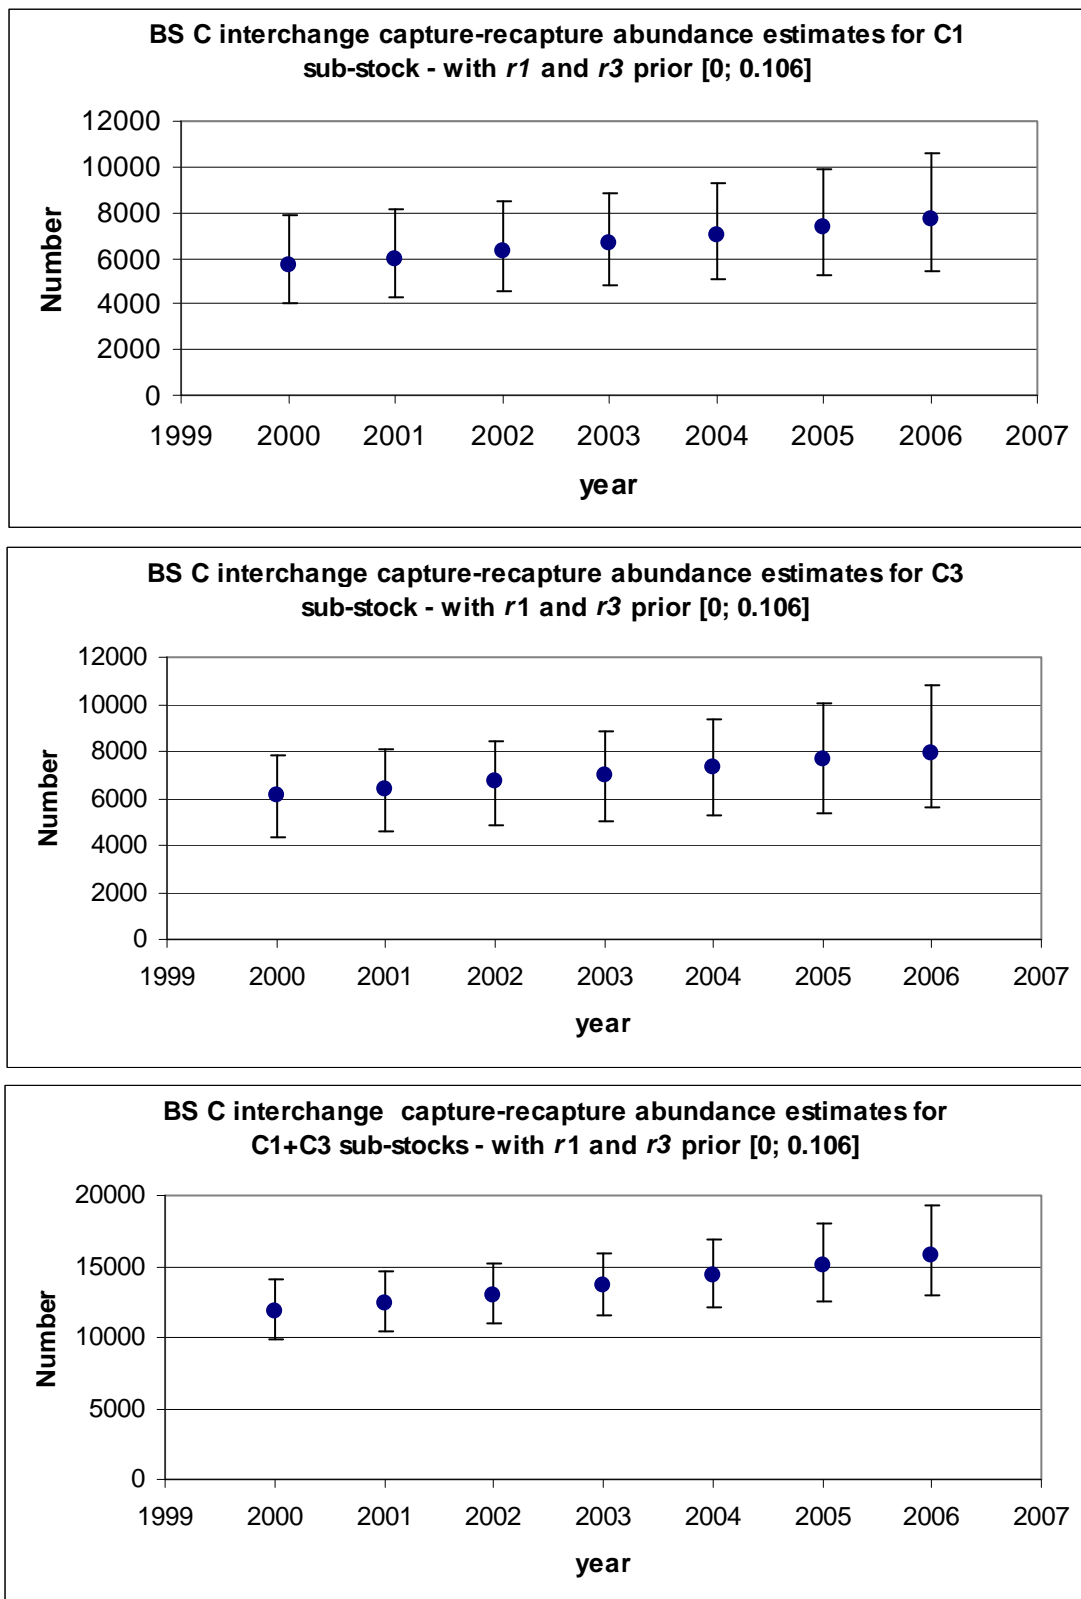 BS C interchange capture-recapture abundance estimates for C1
sub-stock - with r1 and r3 prior [0; 0.106]
12000
10000
8000
6000
4000
2000
0
Number
1999 2000 2001 2002 2003 2004 2005 2006 2007
year
BS C interchange capture-recapture abundance estimates for C3
sub-stock - with r1 and r3 prior [0; 0.106]
12000
10000
8000
6000
4000
2000
0
Number
1999 2000 2001 2002 2003 2004 2005 2006 2007
year
BS C interchange capture-recapture abundance estimates for
C1+C3 sub-stocks - with r1 and r3 prior [0; 0.106]
20000
15000
10000
5000
0
Number
1999 2000 2001 2002 2003 2004 2005 2006 2007
year